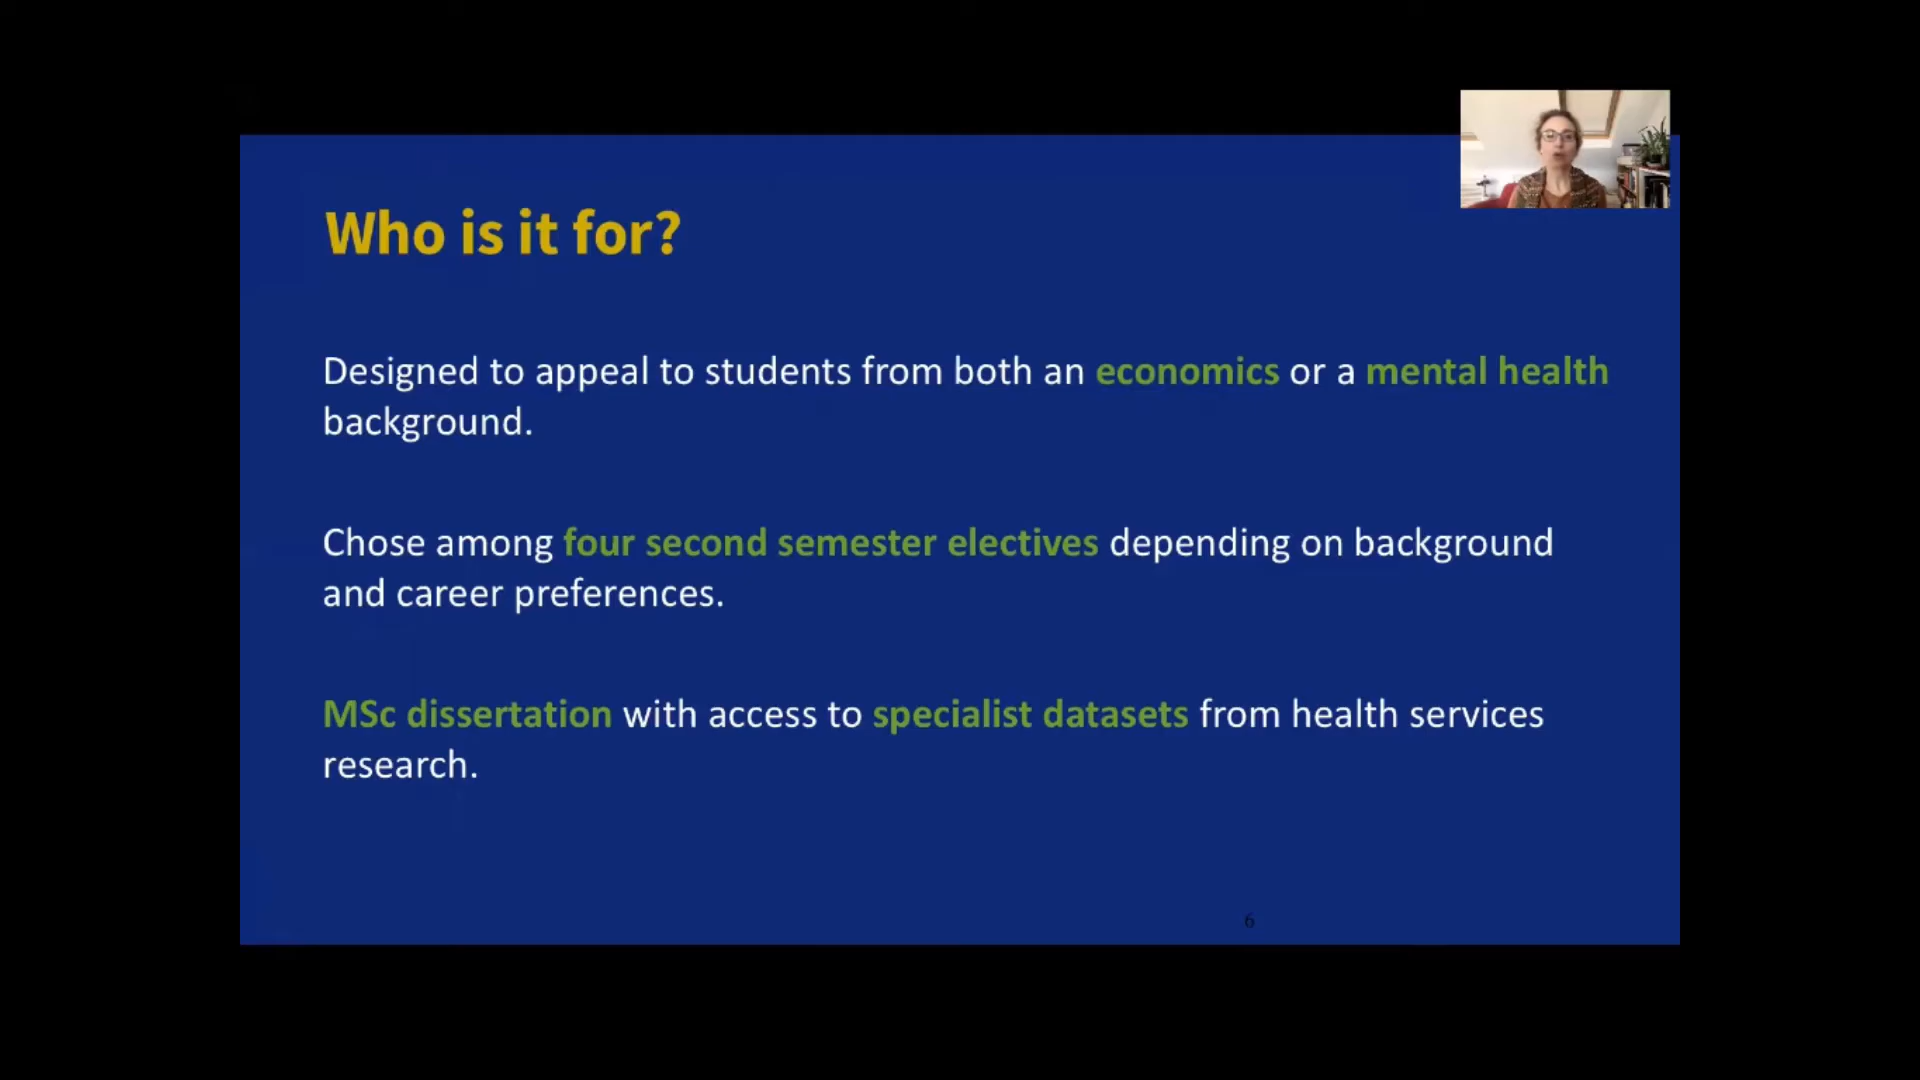 Who is it for?
Designed to appeal to students from both an economics or a mental health
background.
Chose among four second semester electives depending on background
and career preferences.
MSc dissertation with access to specialist datasets from health services
research.
6